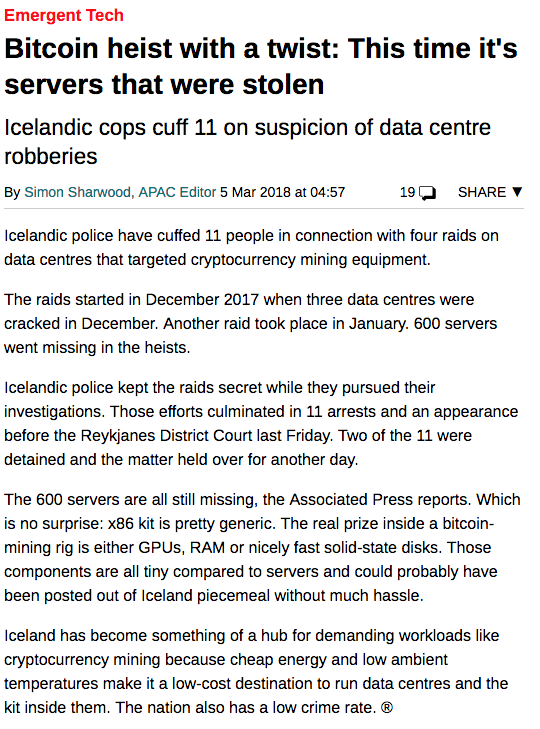 Emergent Tech
Bitcoin heist with a twist: This time it's
servers that were stolen
Icelandic cops cuff 11 on suspicion of data centre
robberies
By Simon Sharwood, APAC Editor 5 Mar 2018 at 04:57 19 SHARE ▼
Icelandic police have cuffed 11 people in connection with four raids on
data centres that targeted cryptocurrency mining equipment.
The raids started in December 2017 when three data centres were
cracked in December. Another raid took place in January. 600 servers
went missing in the heists.
Icelandic police kept the raids secret while they pursued their
investigations. Those efforts culminated in 11 arrests and an appearance
before the Reykjanes District Court last Friday. Two of the 11 were
detained and the matter held over for another day.
The 600 servers are all still missing, the Associated Press reports. Which
is no surprise: x86 kit is pretty generic. The real prize inside a bitcoin-
mining rig is either GPUs, RAM or nicely fast solid-state disks. Those
components are all tiny compared to servers and could probably have
been posted out of Iceland piecemeal without much hassle.
Iceland has become something of a hub for demanding workloads like
cryptocurrency mining because cheap energy and low ambient
temperatures make it a low-cost destination to run data centres and the
kit inside them. The nation also has a low crime rate. ®